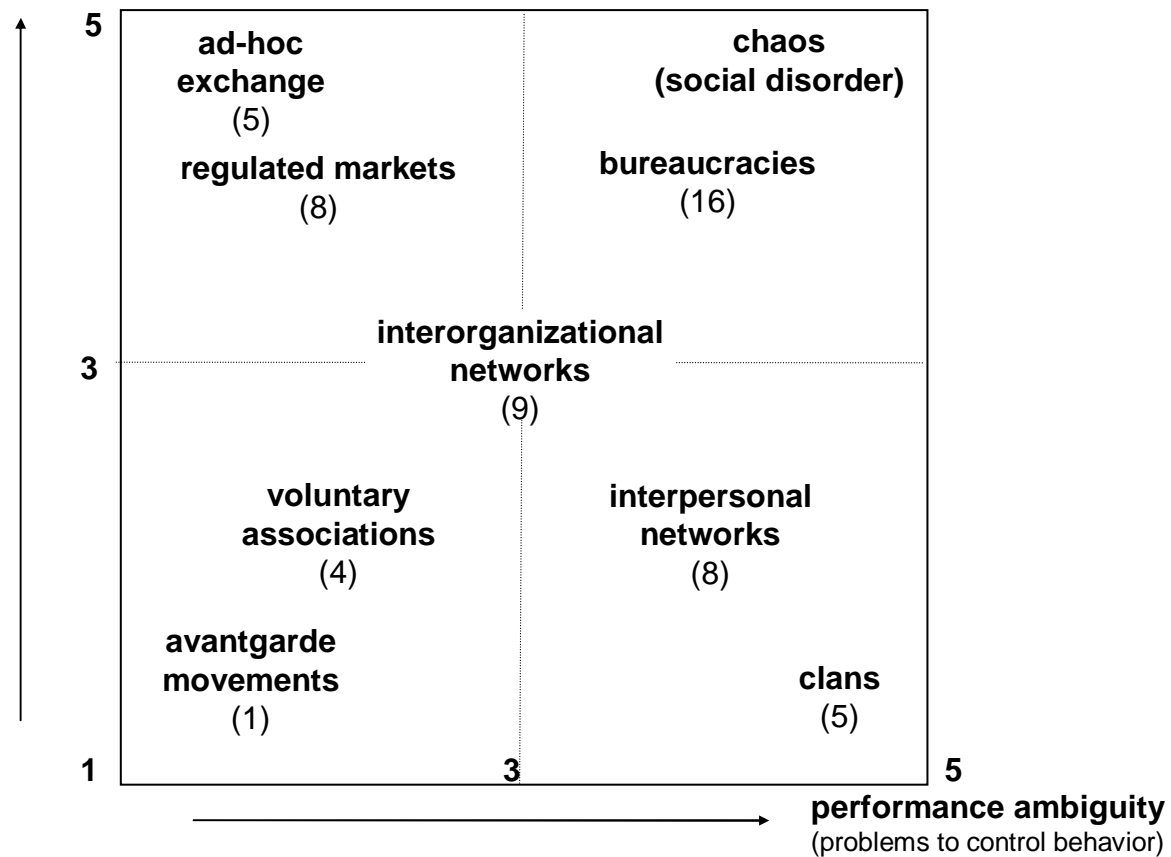 5
ad-hoc
exchange
(5)
chaos
(social disorder)
regulated markets
(8)
bureaucracies
(16)
interorganizational
networks
(9)
3
voluntary
associations
(4)
interpersonal
networks
(8)
avantgarde
movements
(1)
clans
(5)
1
3
5
performance ambiguity
(problems to control behavior)